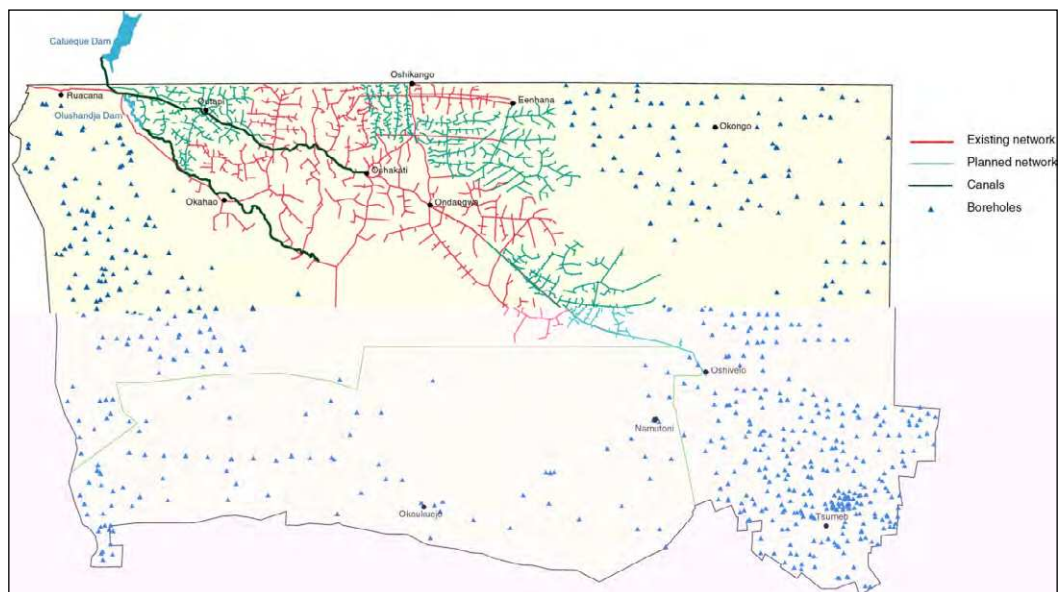 Calueque Dam
Oshikango
Ruacana
Eenhana
Outapi
Olushandja Dam
Okongo
Existing network
Planned network
Canals
Boreholes
Oshakati
Okahao
Ondangwa
Oshivelo
Namutoni
Okaukuejo
Tsumeb